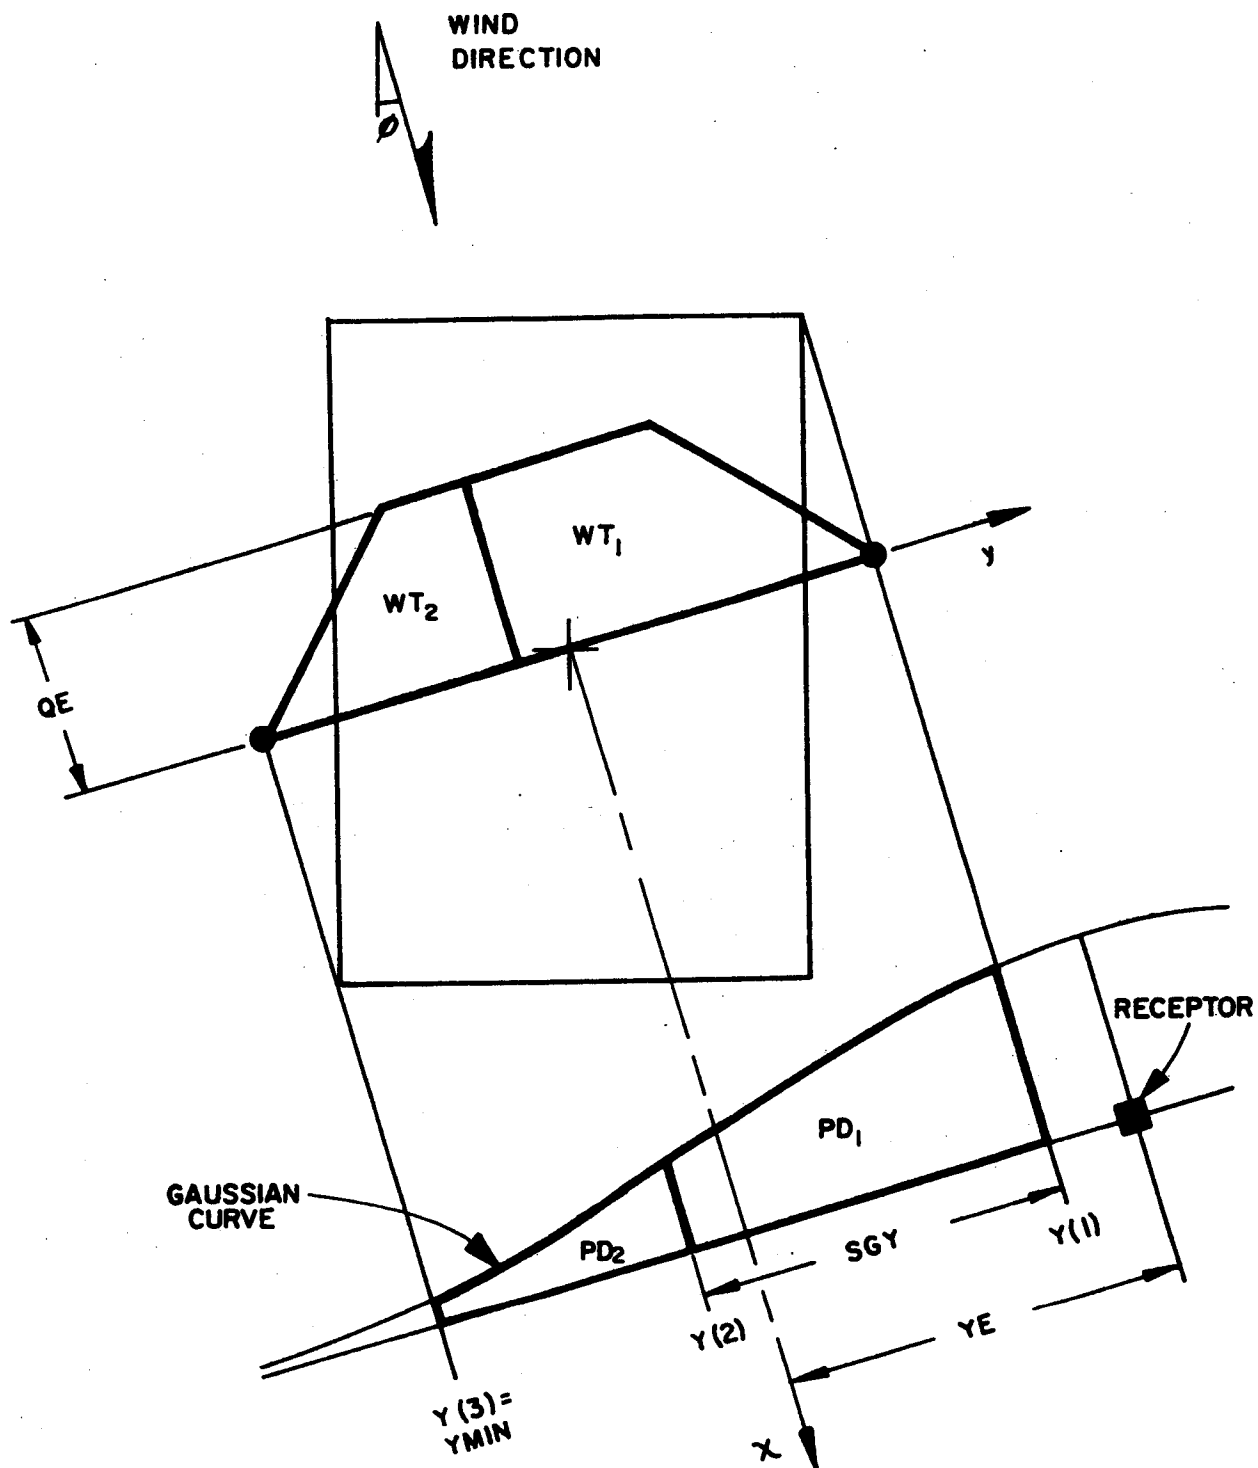 WIND
DIRECTION
φ
WT1
WT2
y
QE
RECEPTOR
PD1
GAUSSIAN
CURVE
PD2
SGY
Y(1)
Y(2)
YE
Y(3)=
YMIN
x